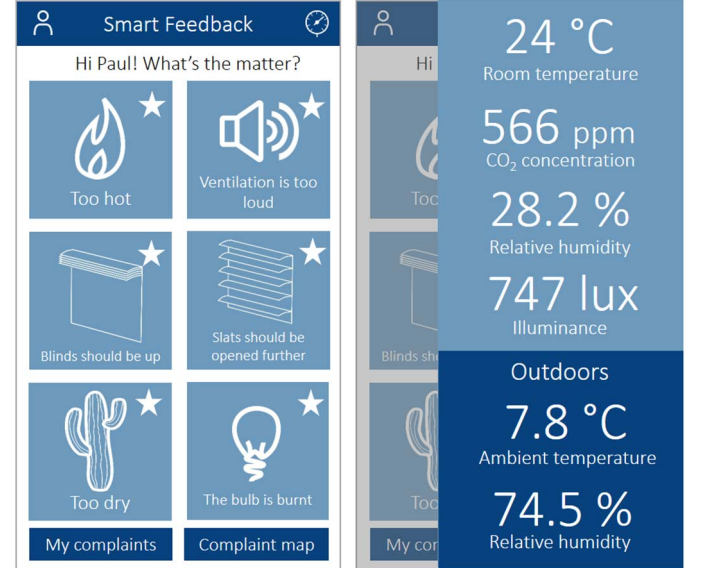 Smart Feedback
Hi Paul! What's the matter?
Too hot
Ventilation is too
loud
Blinds should be up
Slats should be
opened further
Too dry
The bulb is burnt
My complaints
Complaint map
Hi
Too
Blinds sh
Too
My cor
24 °C
Room temperature
566 ppm
CO₂ concentration
28.2 %
Relative humidity
747 lux
Illuminance
Outdoors
7.8 °C
Ambient temperature
74.5 %
Relative humidity